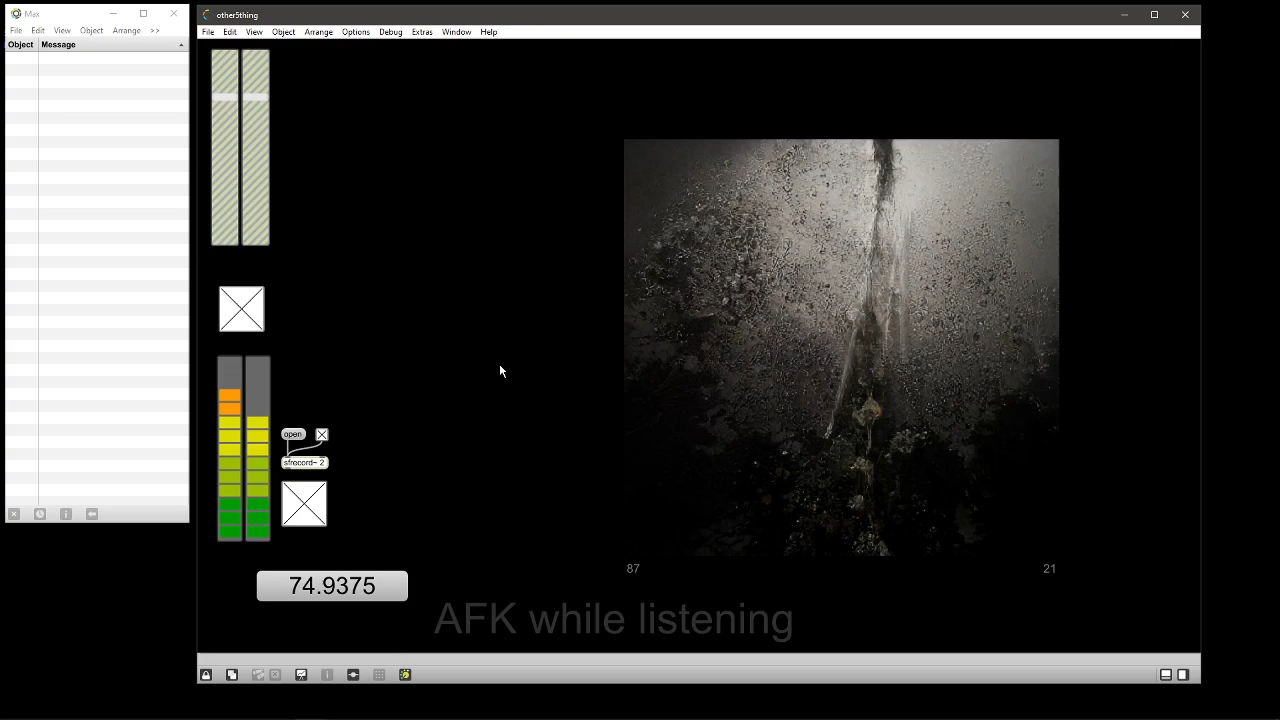 Max
File Edit View Object Arrange >>
Object Message
other5thing
File Edit View Object Arrange Options Debug Extras Window Help
open
sfrecord~ 2
87 21
74.9375
AFK while listening